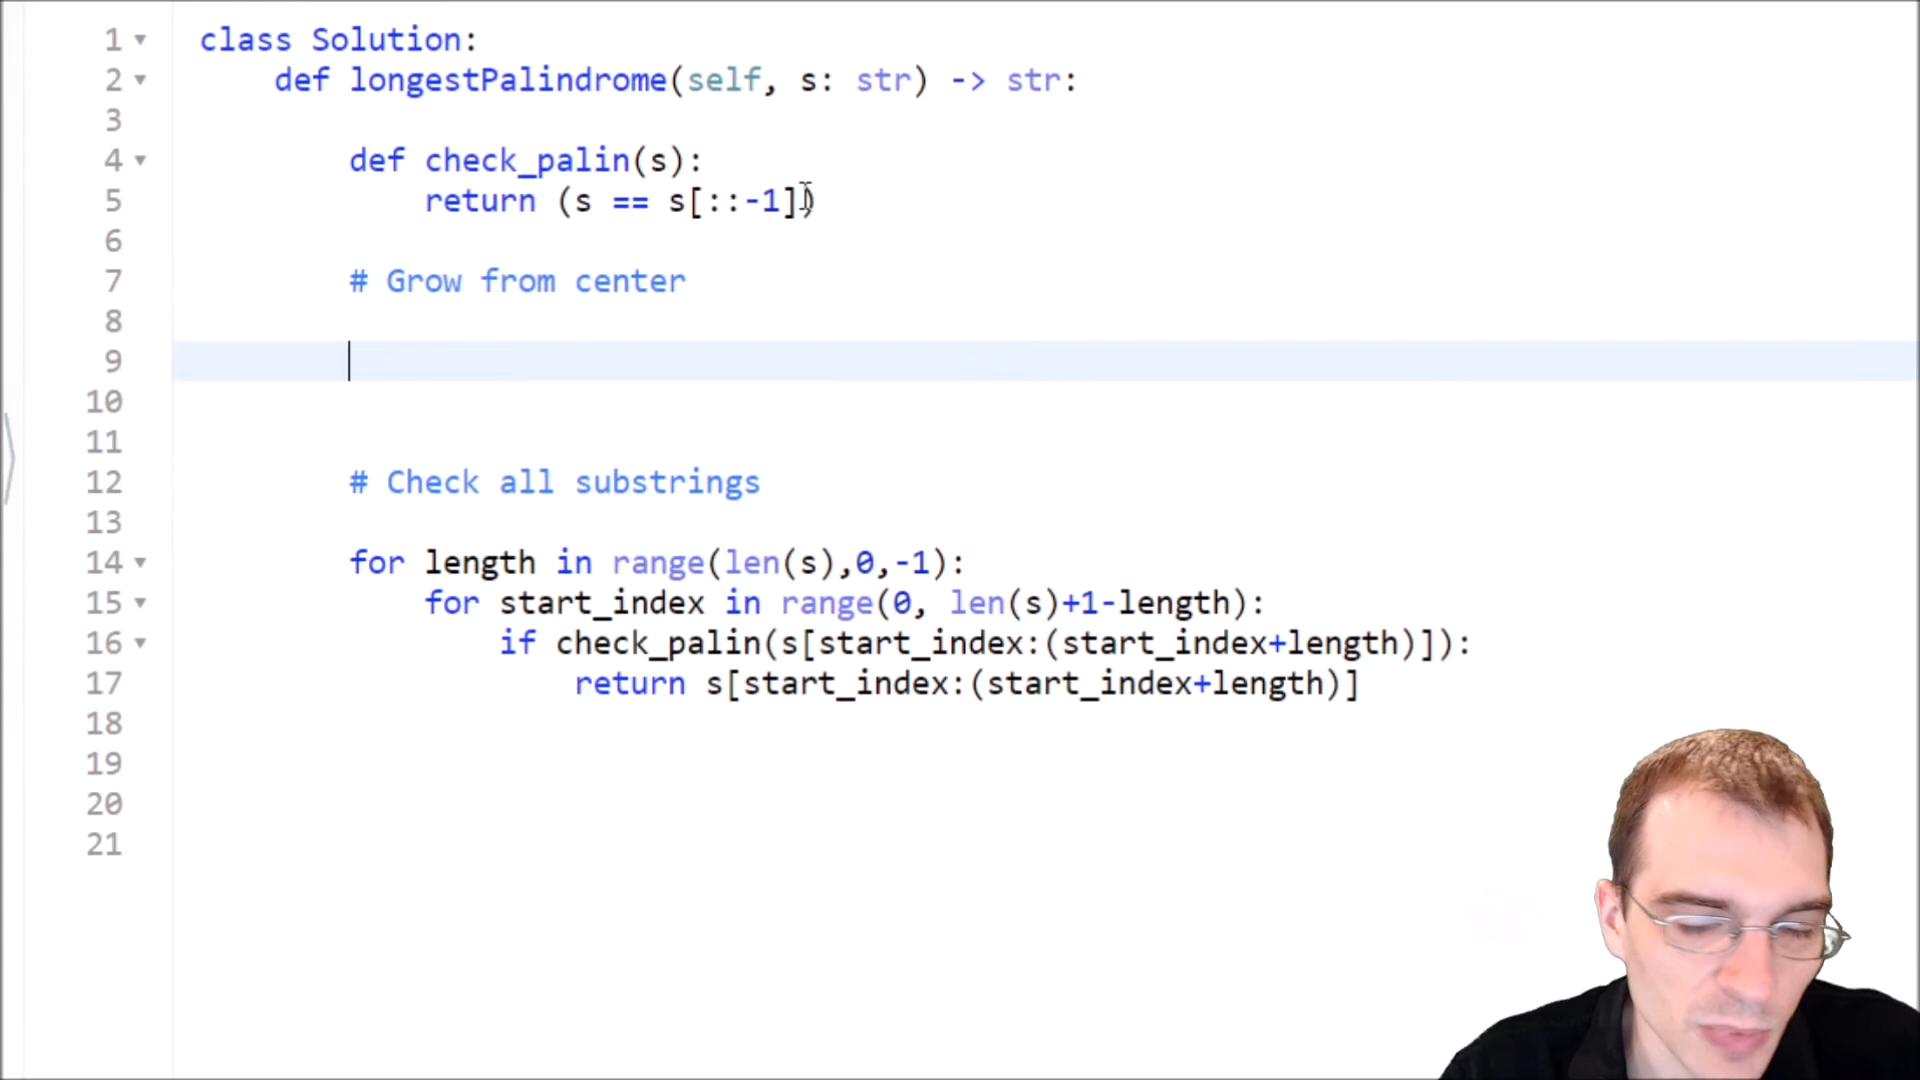 1 class Solution:
2 def longestPalindrome(self, s: str) -> str:
3
4 def check_palin(s):
5 return (s == s[::-1])
6
7 # Grow from center
8
9
10
11
12 # Check all substrings
13
14 for length in range(len(s),0,-1):
15 for start_index in range(0, len(s)+1-length):
16 if check_palin(s[start_index:(start_index+length)]):
17 return s[start_index:(start_index+length)]
18
19
20
21